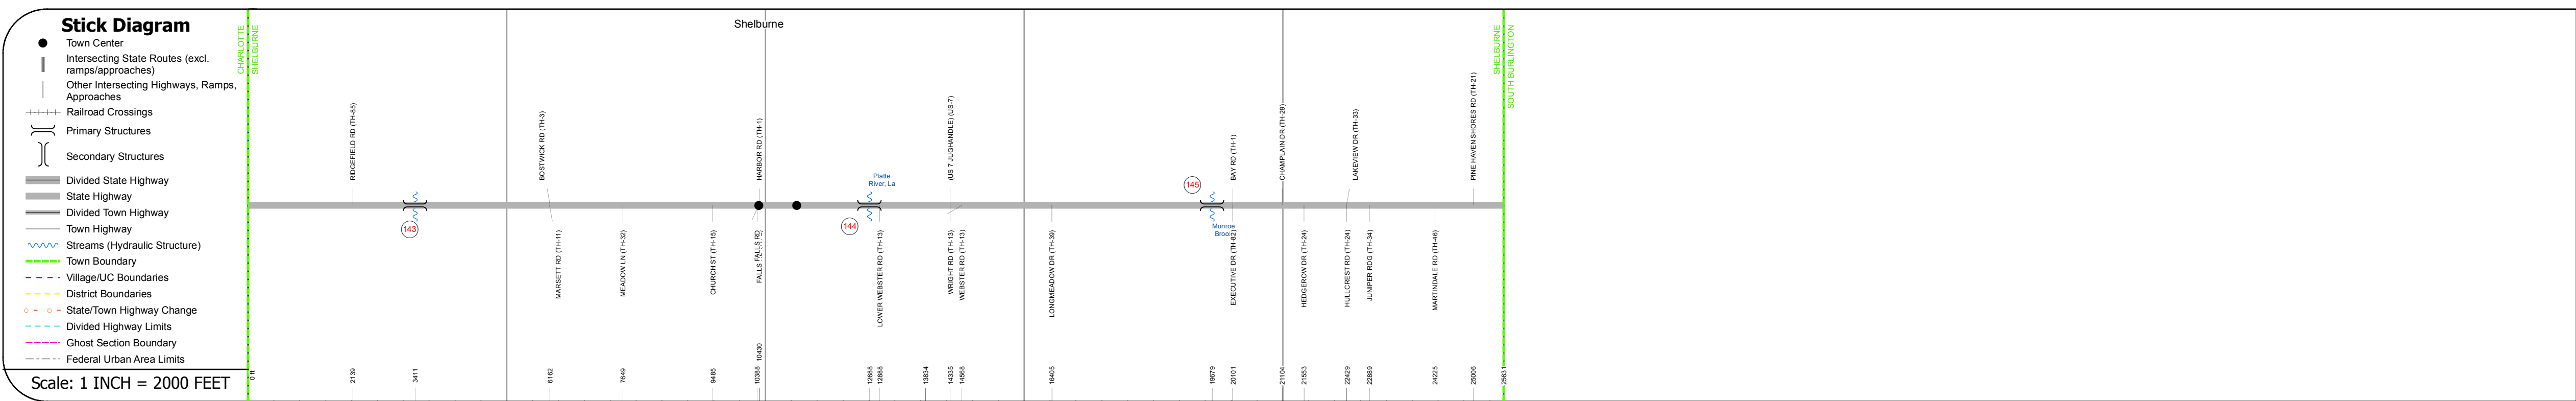 Stick Diagram
Town Center
Intersecting State Routes (excl.
ramps/approaches)
Other Intersecting Highways, Ramps,
Approaches
Railroad Crossings
Primary Structures
Secondary Structures
Divided State Highway
State Highway
Divided Town Highway
Town Highway
Streams (Hydraulic Structure)
Town Boundary
Village/UC Boundaries
District Boundaries
State/Town Highway Change
Divided Highway Limits
Ghost Section Boundary
Federal Urban Area Limits
Scale: 1 INCH = 2000 FEET
Shelburne
CHARLOTTE
SHELBURNE
SHELBURNE
SOUTH BURLINGTON
RIDGEFIELD RD (TH-85)
BOSTWICK RD (TH-3)
HARBOR RD (TH-1)
(US 7 JUGHANDLE) (US-7)
BAY RD (TH-1)
CHAMPLAIN DR (TH-29)
LAKEVIEW DR (TH-33)
PINE HAVEN SHORES RD (TH-21)
Platte
River, La
143
144
145
Munroe
Brook
MARSETT RD (TH-11)
MEADOW LN (TH-32)
CHURCH ST (TH-15)
FALLS RD
FALLS
LOWER WEBSTER RD (TH-13)
WRIGHT RD (TH-13)
WEBSTER RD (TH-13)
LONGMEADOW DR (TH-39)
EXECUTIVE DR (TH-62)
HEDGEROW DR (TH-24)
HULLCREST RD (TH-24)
JUNIPER RDG (TH-34)
MARTINDALE RD (TH-46)
0 ft
2139
3411
6162
7649
9485
10388
10430
12688
12888
13834
14335
14568
16405
19679
20101
21104
21553
22429
22889
24225
25006
25631